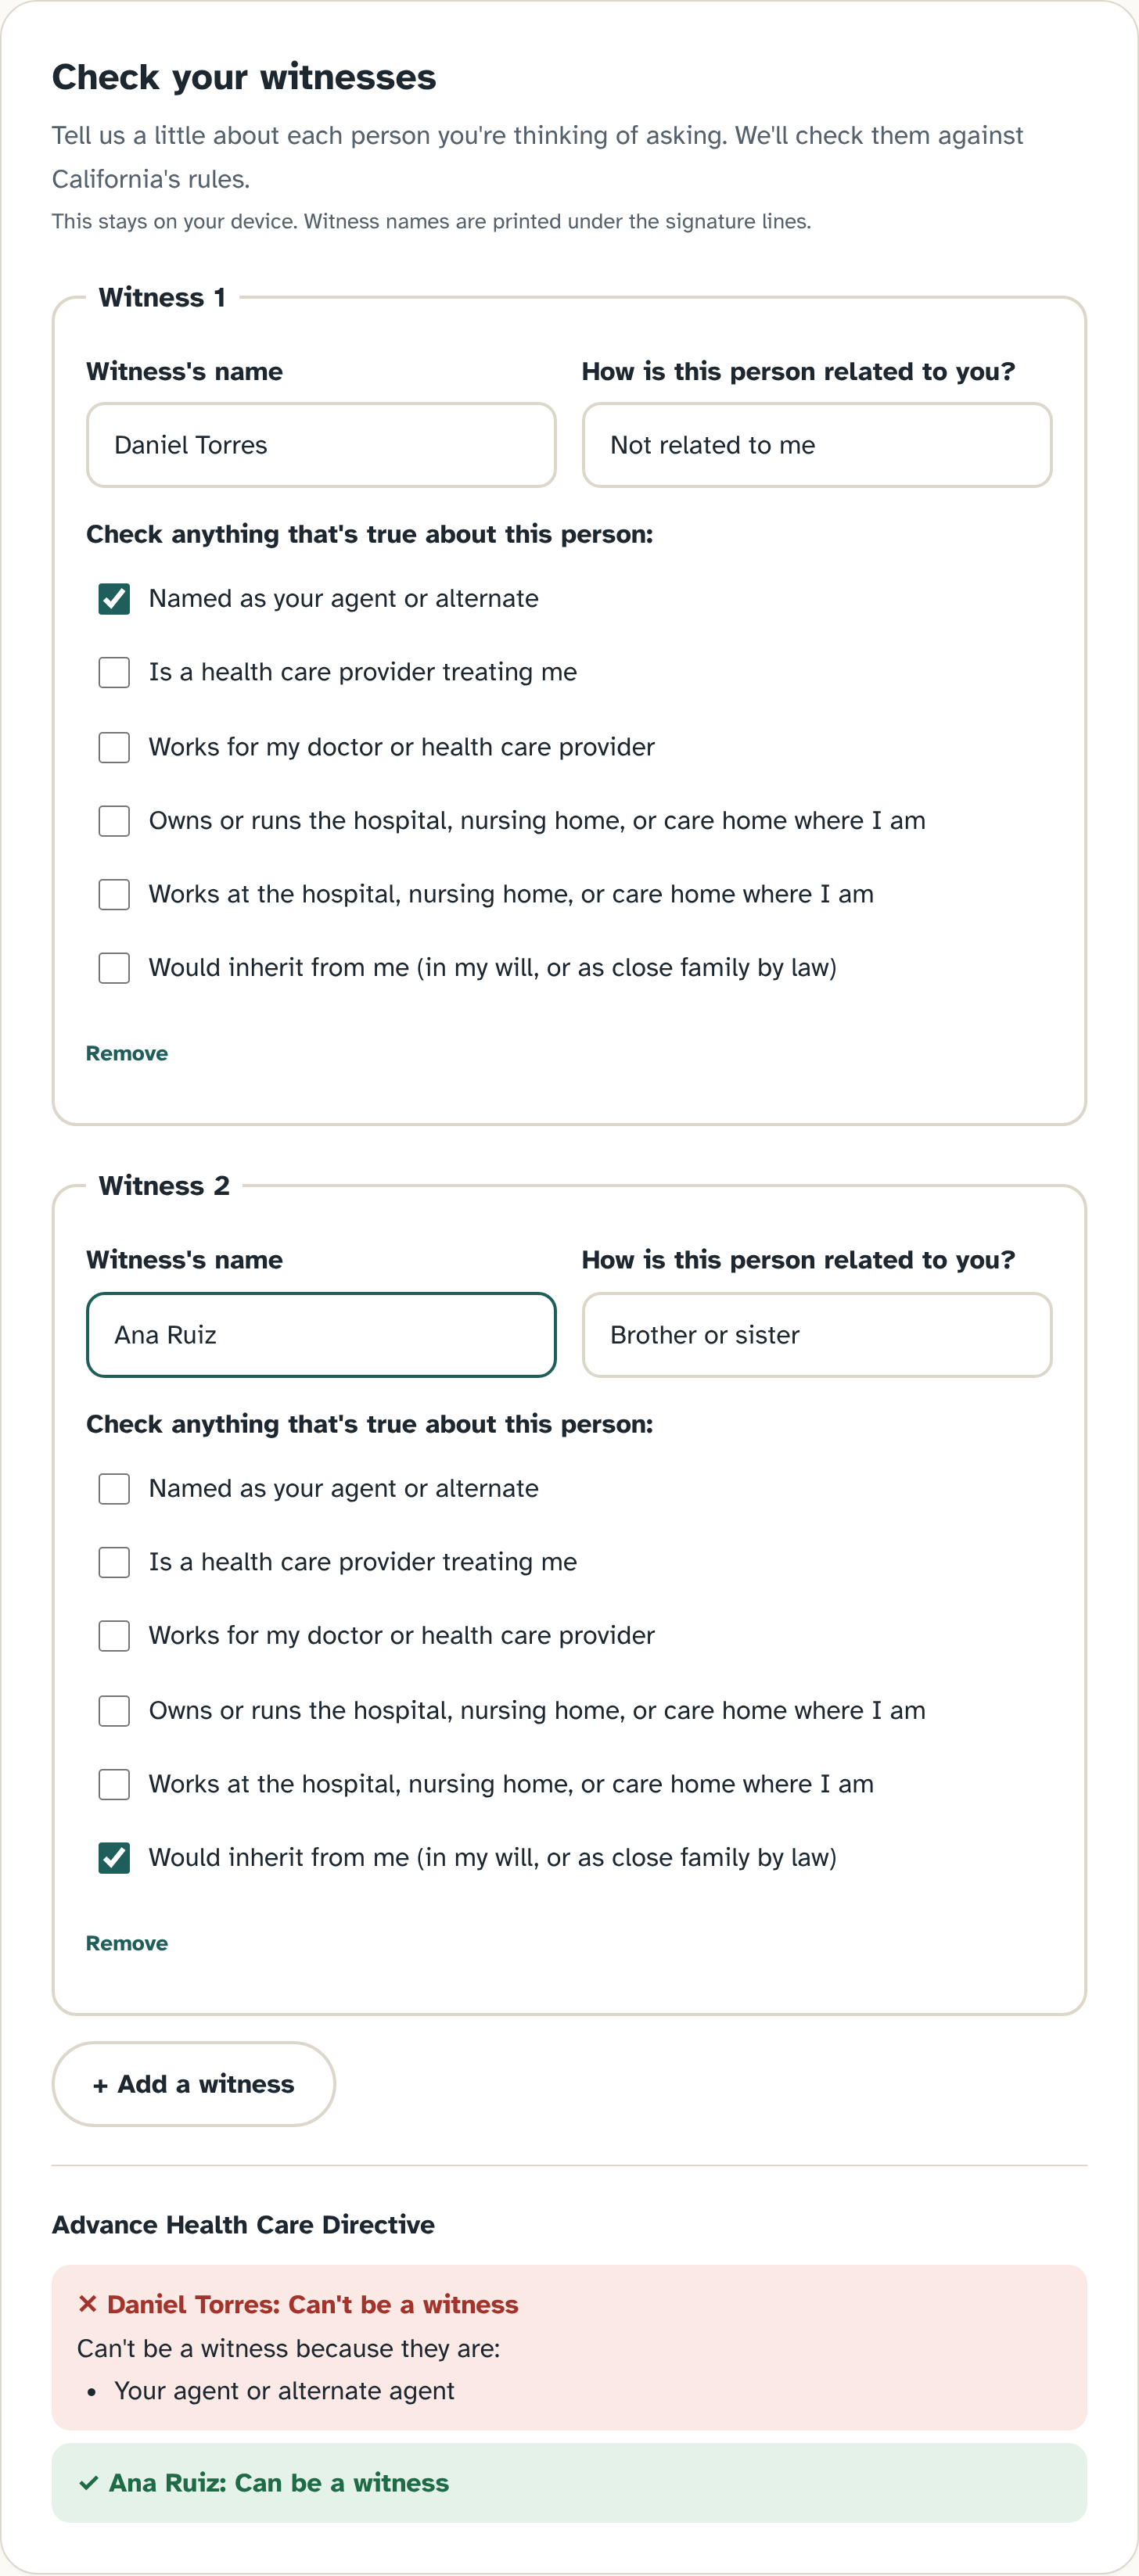 Check your witnesses
Tell us a little about each person you're thinking of asking. We'll check them against
California's rules.
This stays on your device. Witness names are printed under the signature lines.
Witness 1
Witness's name
How is this person related to you?
Daniel Torres
Not related to me
Check anything that's true about this person:
Named as your agent or alternate
Is a health care provider treating me
Works for my doctor or health care provider
Owns or runs the hospital, nursing home, or care home where I am
Works at the hospital, nursing home, or care home where I am
Would inherit from me (in my will, or as close family by law)
Remove
Witness 2
Witness's name
How is this person related to you?
Ana Ruiz
Brother or sister
Check anything that's true about this person:
Named as your agent or alternate
Is a health care provider treating me
Works for my doctor or health care provider
Owns or runs the hospital, nursing home, or care home where I am
Works at the hospital, nursing home, or care home where I am
Would inherit from me (in my will, or as close family by law)
Remove
+ Add a witness
Advance Health Care Directive
✕ Daniel Torres: Can't be a witness
Can't be a witness because they are:
• Your agent or alternate agent
✓ Ana Ruiz: Can be a witness